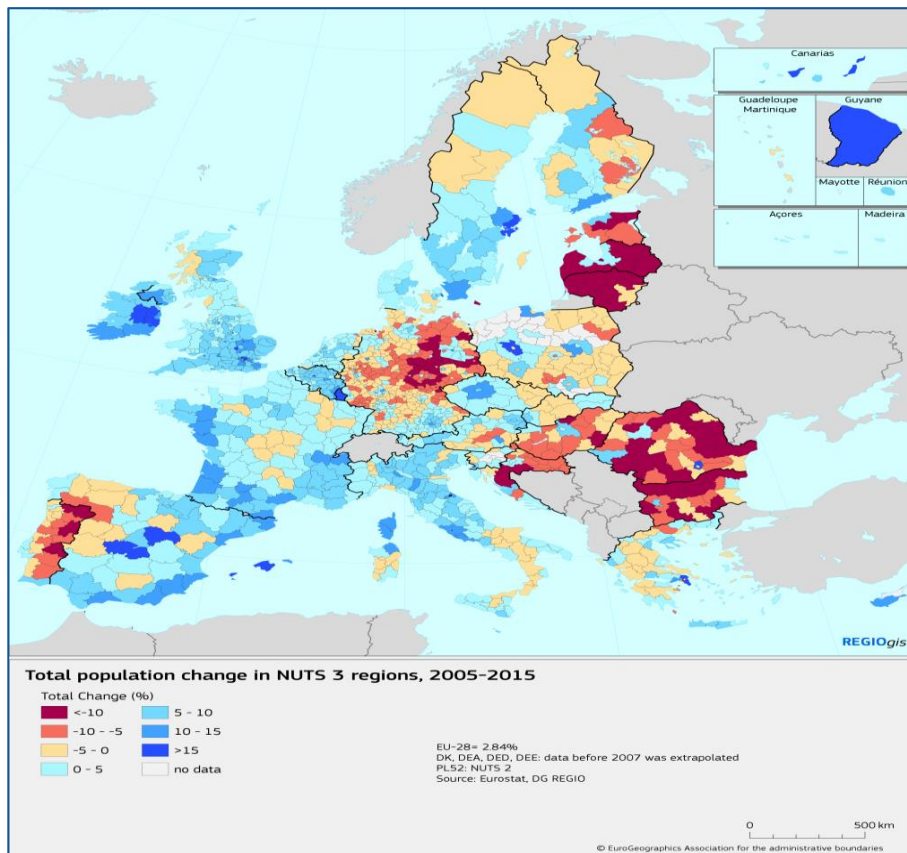 Canarias
Guadeloupe
Martinique
Guyane
Mayotte
Réunion
Açores
Madeira
REGIOgis
Total population change in NUTS 3 regions, 2005-2015
Total Change (%)
<-10
-10 - -5
-5 - 0
0 - 5
5 - 10
10 - 15
>15
no data
EU-28= 2.84%
DK, DEA, DED, DEE: data before 2007 was extrapolated
PL52: NUTS 2
Source: Eurostat, DG REGIO
0 500 km
© EuroGeographics Association for the administrative boundaries